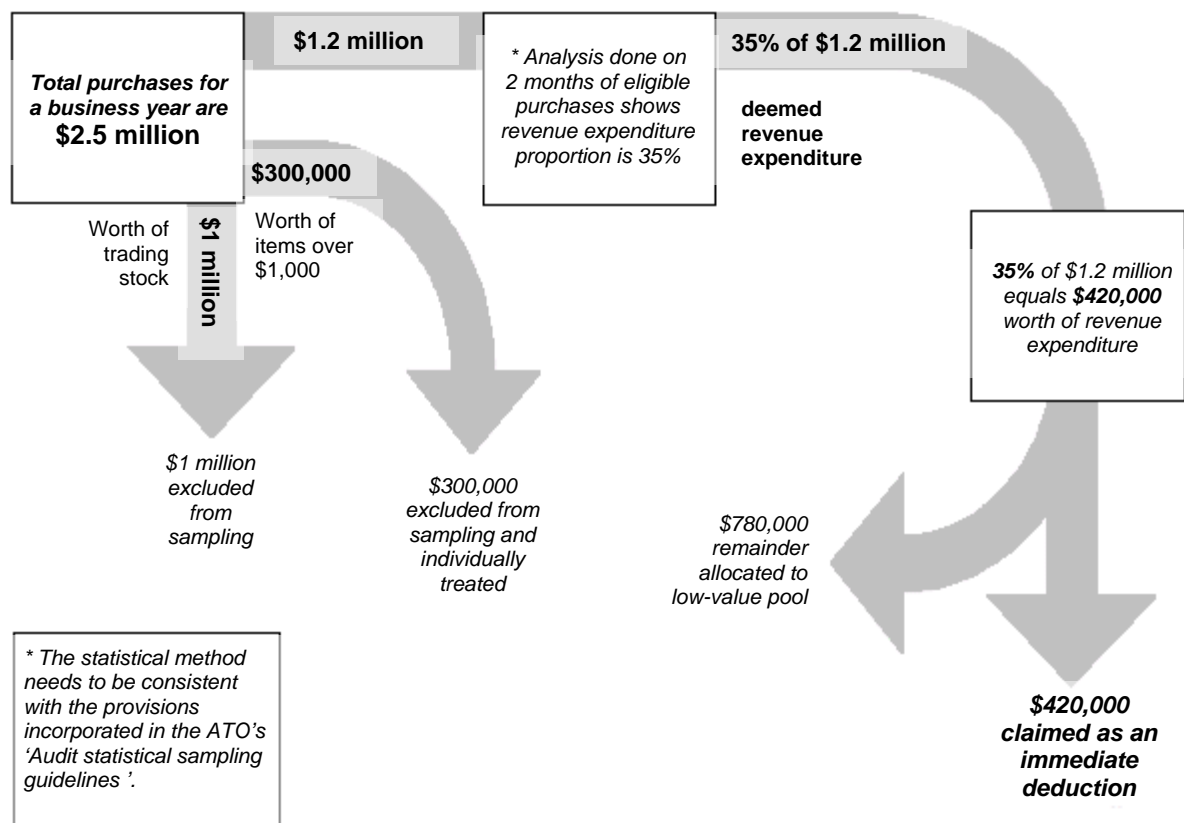 Total purchases for
a business year are
$2.5 million
$1.2 million
* Analysis done on
2 months of eligible
purchases shows
revenue expenditure
proportion is 35%
35% of $1.2 million
deemed
revenue
expenditure
$300,000
Worth of
items over
$1,000
Worth of
trading
stock
$1 million
35% of $1.2 million
equals $420,000
worth of revenue
expenditure
$1 million
excluded
from
sampling
$300,000
excluded from
sampling and
individually
treated
$780,000
remainder
allocated to
low-value pool
$420,000
claimed as an
immediate
deduction
* The statistical method
needs to be consistent
with the provisions
incorporated in the ATO's
'Audit statistical sampling
guidelines '.